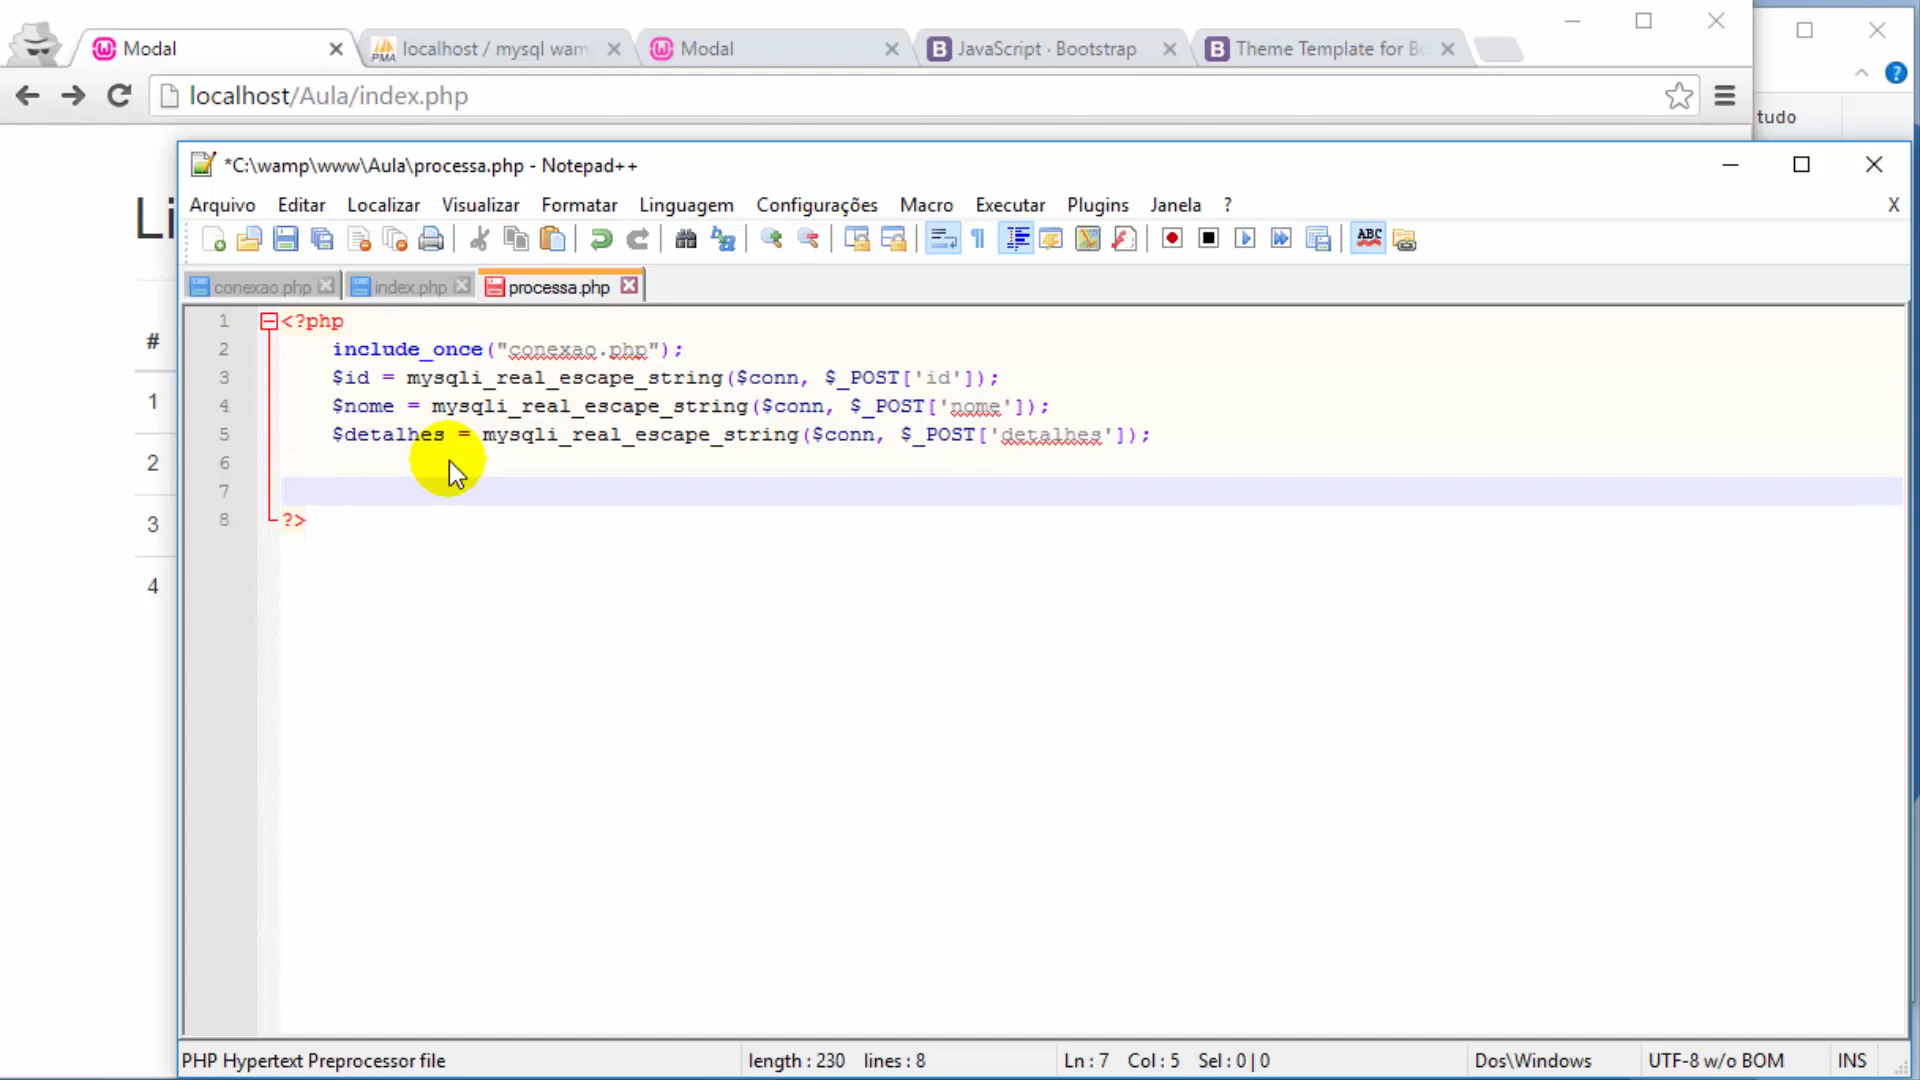 Modal
localhost / mysql wam
Modal
JavaScript · Bootstrap
Theme Template for Bo
localhost/Aula/index.php
tudo
*C:\wamp\www\Aula\processa.php - Notepad++
Arquivo Editar Localizar Visualizar Formatar Linguagem Configurações Macro Executar Plugins Janela ? X
Li
conexao.php index.php processa.php
1 <?php
2 include_once("conexao.php");
3 $id = mysqli_real_escape_string($conn, $_POST['id']);
4 $nome = mysqli_real_escape_string($conn, $_POST['nome']);
5 $detalhes = mysqli_real_escape_string($conn, $_POST['detalhes']);
6
7
8 ?>
#
1
2
3
4
PHP Hypertext Preprocessor file length : 230 lines : 8 Ln : 7 Col : 5 Sel : 0 | 0 Dos\Windows UTF-8 w/o BOM INS